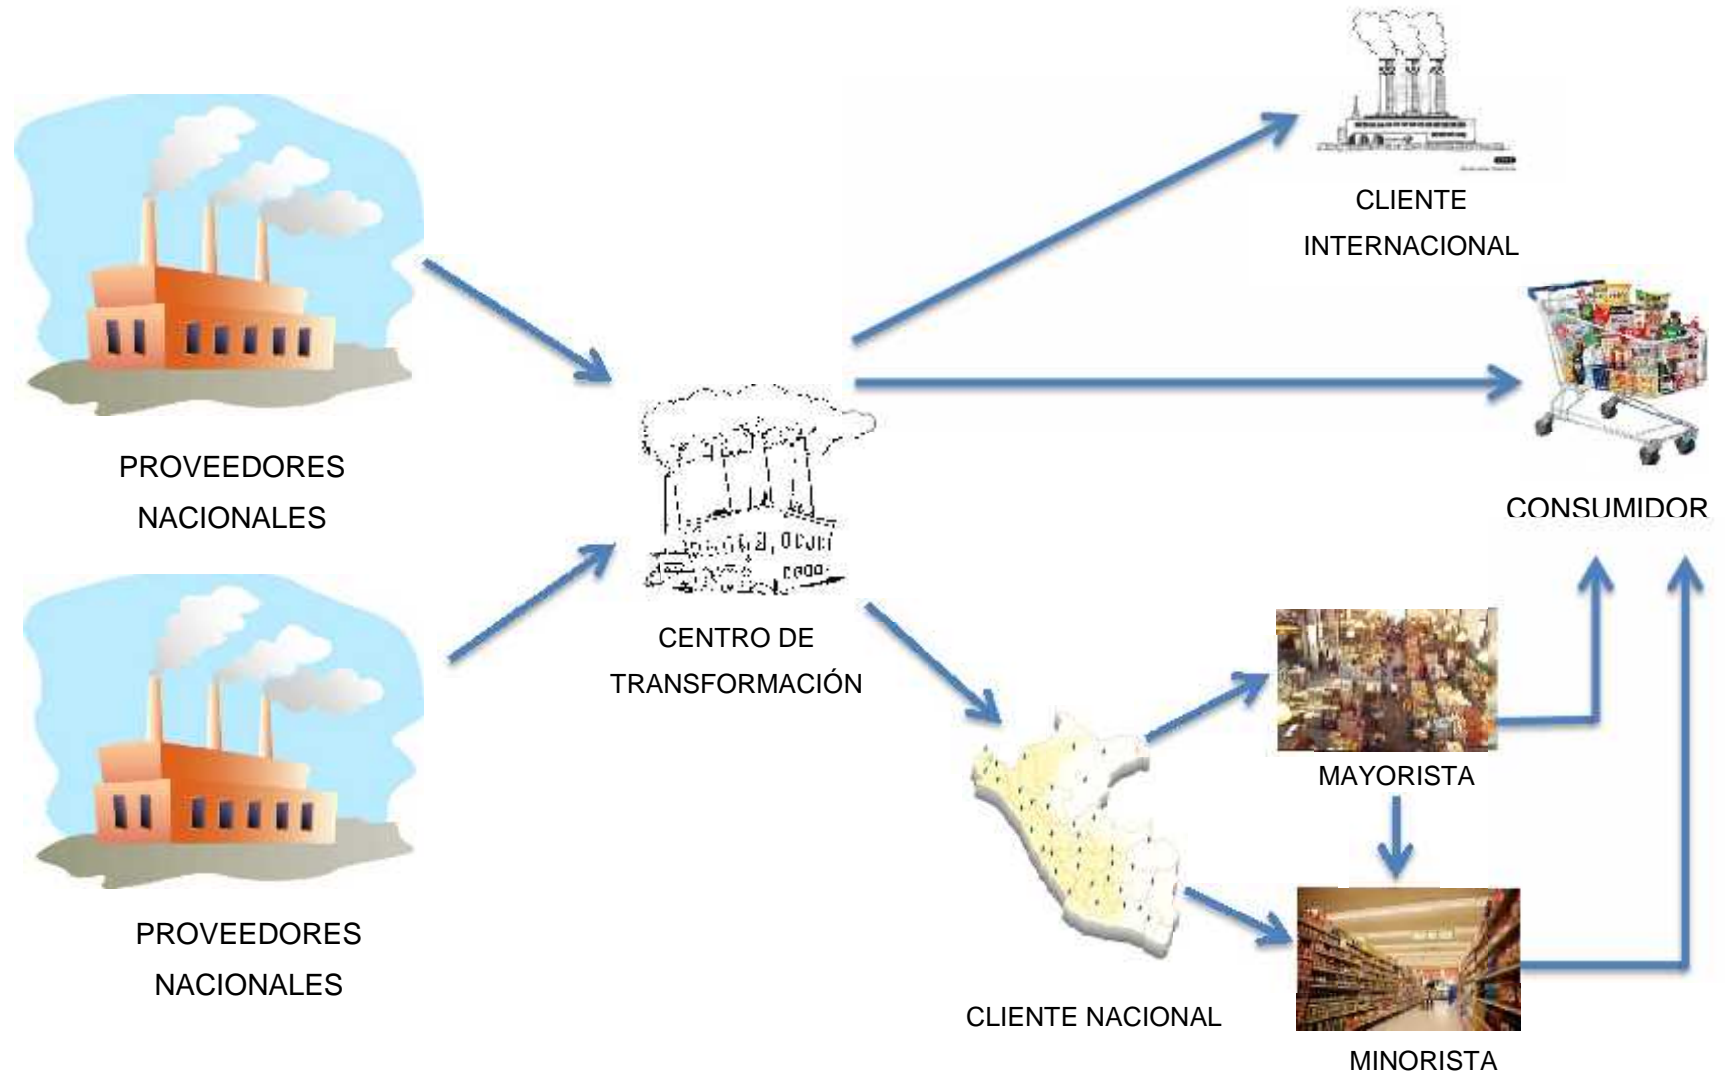 CLIENTE
INTERNACIONAL
PROVEEDORES
NACIONALES
CONSUMIDOR
CENTRO DE
TRANSFORMACIÓN
MAYORISTA
PROVEEDORES
NACIONALES
CLIENTE NACIONAL
MINORISTA